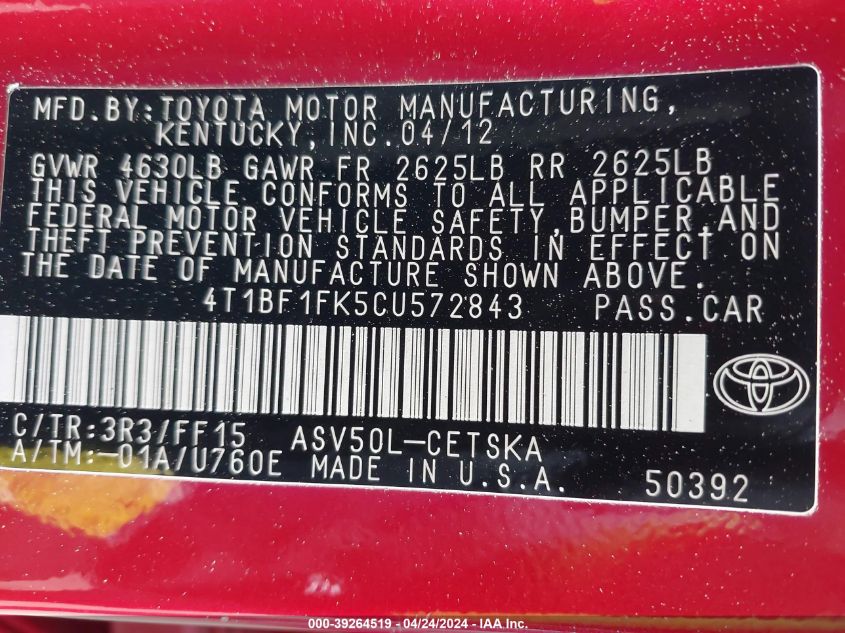 MFD.BY:TOYOTA MOTOR MANUFACTURING,
KENTUCKY,INC.04/12
GVWR 4630LB GAWR FR 2625LB RR 2625LB
THIS VEHICLE CONFORMS TO ALL APPLICABLE
FEDERAL MOTOR VEHICLE SAFETY,BUMPER,AND
THEFT PREVENTION STANDARDS IN EFFECT ON
THE DATE OF MANUFACTURE SHOWN ABOVE.
4T1BF1FK5CU572843 PASS.CAR
C/TR:3R3/FF15 ASV50L-CETSKA
A/TM:-01A/U760E MADE IN U.S.A. 50392
000-39264519 - 04/24/2024 - IAA Inc.